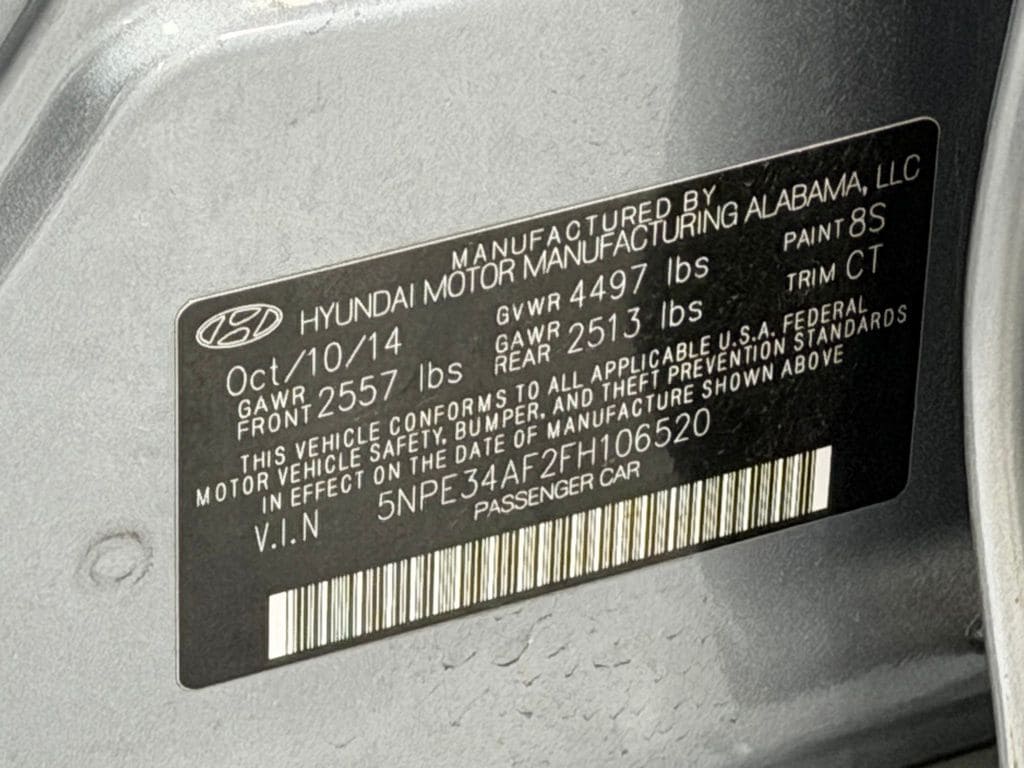 MANUFACTURED BY
HYUNDAI MOTOR MANUFACTURING ALABAMA, LLC
Oct/10/14 GVWR 4497 lbs PAINT 8S
GAWR FRONT 2557 lbs GAWR REAR 2513 lbs TRIM CT
THIS VEHICLE CONFORMS TO ALL APPLICABLE U.S.A. FEDERAL
MOTOR VEHICLE SAFETY, BUMPER, AND THEFT PREVENTION STANDARDS
IN EFFECT ON THE DATE OF MANUFACTURE SHOWN ABOVE
V.I.N 5NPE34AF2FH106520
PASSENGER CAR